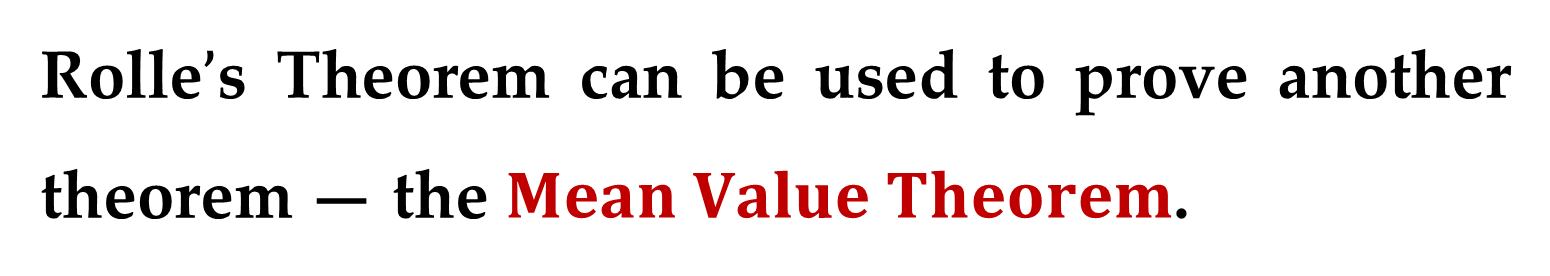 Rolle’s Theorem can be used to prove another
theorem — the Mean Value Theorem.